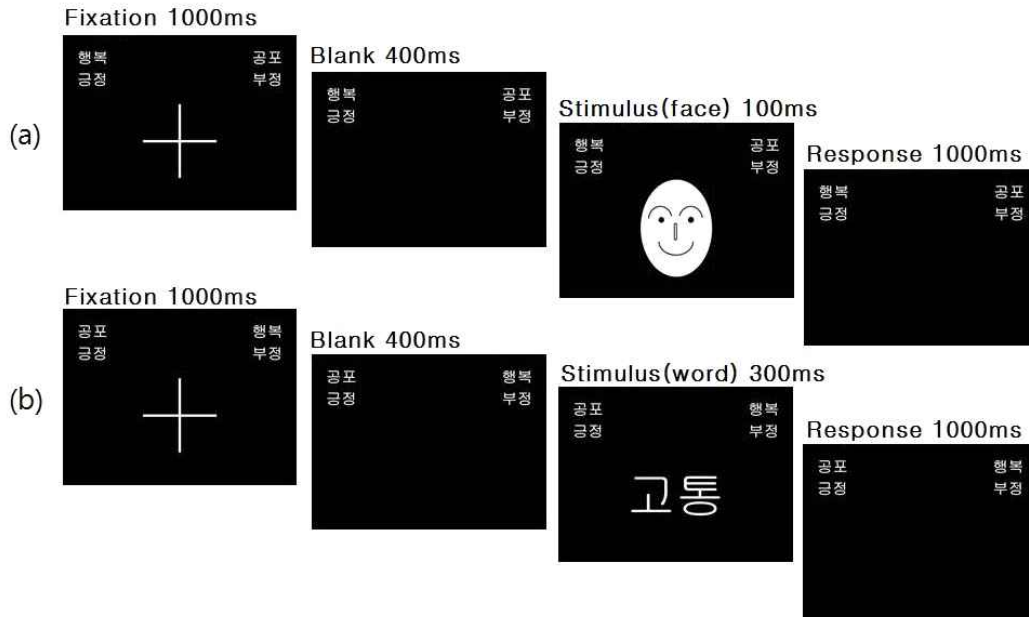 Fixation 1000ms
행복 공포
긍정 부정
Blank 400ms
행복 공포
긍정 부정
Stimulus(face) 100ms
행복 공포
긍정 부정
Response 1000ms
행복 공포
긍정 부정
(a)
Fixation 1000ms
공포 행복
긍정 부정
Blank 400ms
공포 행복
긍정 부정
Stimulus(word) 300ms
공포 행복
긍정 부정
고통
Response 1000ms
공포 행복
긍정 부정
(b)